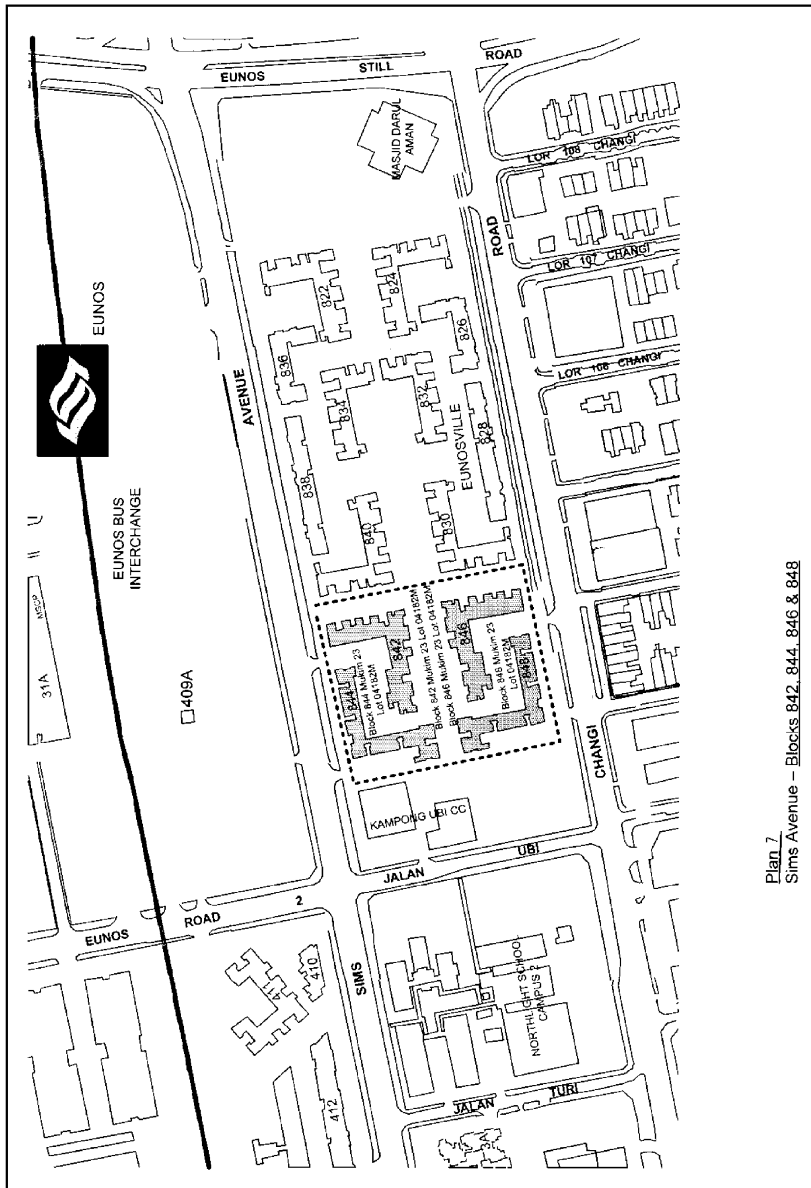 EUNOS
STILL
ROAD
MASJID DARUL
AMAN
LOR 108 CHANGI
ROAD
LOR 107 CHANGI
LOR 106 CHANGI
EUNOS
AVENUE
822
824
826
836
834
832
828
EUNOSVILLE
838
840
830
EUNOS BUS
INTERCHANGE
MSCP
31A
409A
844
842
846
848
Block 844 Mukim 23
Lot 04182M
Block 842 Mukim 23 Lot 04182M
Block 846 Mukim 23 Lot 04182M
Block 848 Mukim 23
Lot 04182M
KAMPONG UBI CC
CHANGI
JALAN
UBI
EUNOS
ROAD
2
SIMS
411
410
412
NORTHLIGHT SCHOOL
CAMPUS 2
JALAN
TURI
3A
Plan 7
Sims Avenue – Blocks 842, 844, 846 & 848